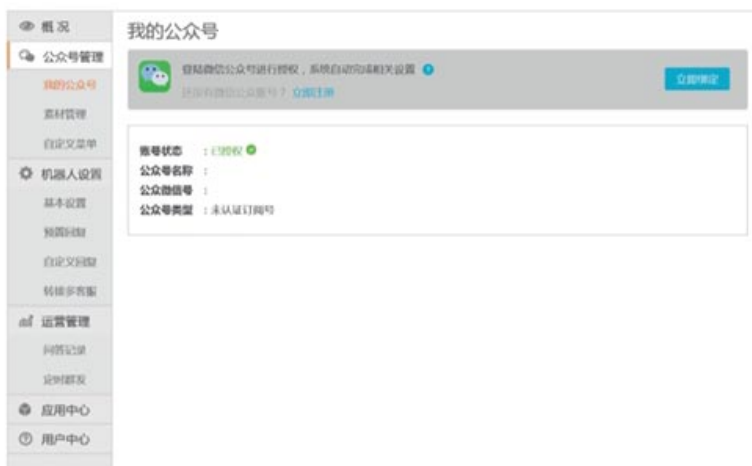 概况
公众号管理
我的公众号
素材管理
自定义菜单
机器人设置
基本设置
预置回复
自定义回复
转接多客服
运营管理
问答记录
定时群发
应用中心
用户中心
我的公众号
登陆微信公众号进行授权，系统自动完成相关设置 ?
还没有微信公众账号？ 立即注册
立即绑定
账号状态 ：已授权
公众号名称 ：
公众微信号 ：
公众号类型 ：未认证订阅号